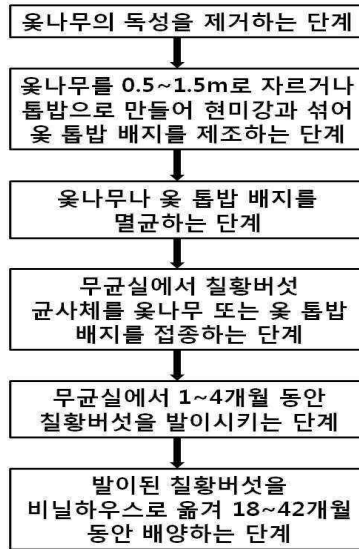 옻나무의 독성을 제거하는 단계
옻나무를 0.5~1.5m로 자르거나
톱밥으로 만들어 현미강과 섞어
옻 톱밥 배지를 제조하는 단계
옻나무나 옻 톱밥 배지를
멸균하는 단계
무균실에서 칠황버섯
균사체를 옻나무 또는 옻 톱밥
배지를 접종하는 단계
무균실에서 1~4개월 동안
칠황버섯을 발이시키는 단계
발이된 칠황버섯을
비닐하우스로 옮겨 18~42개월
동안 배양하는 단계